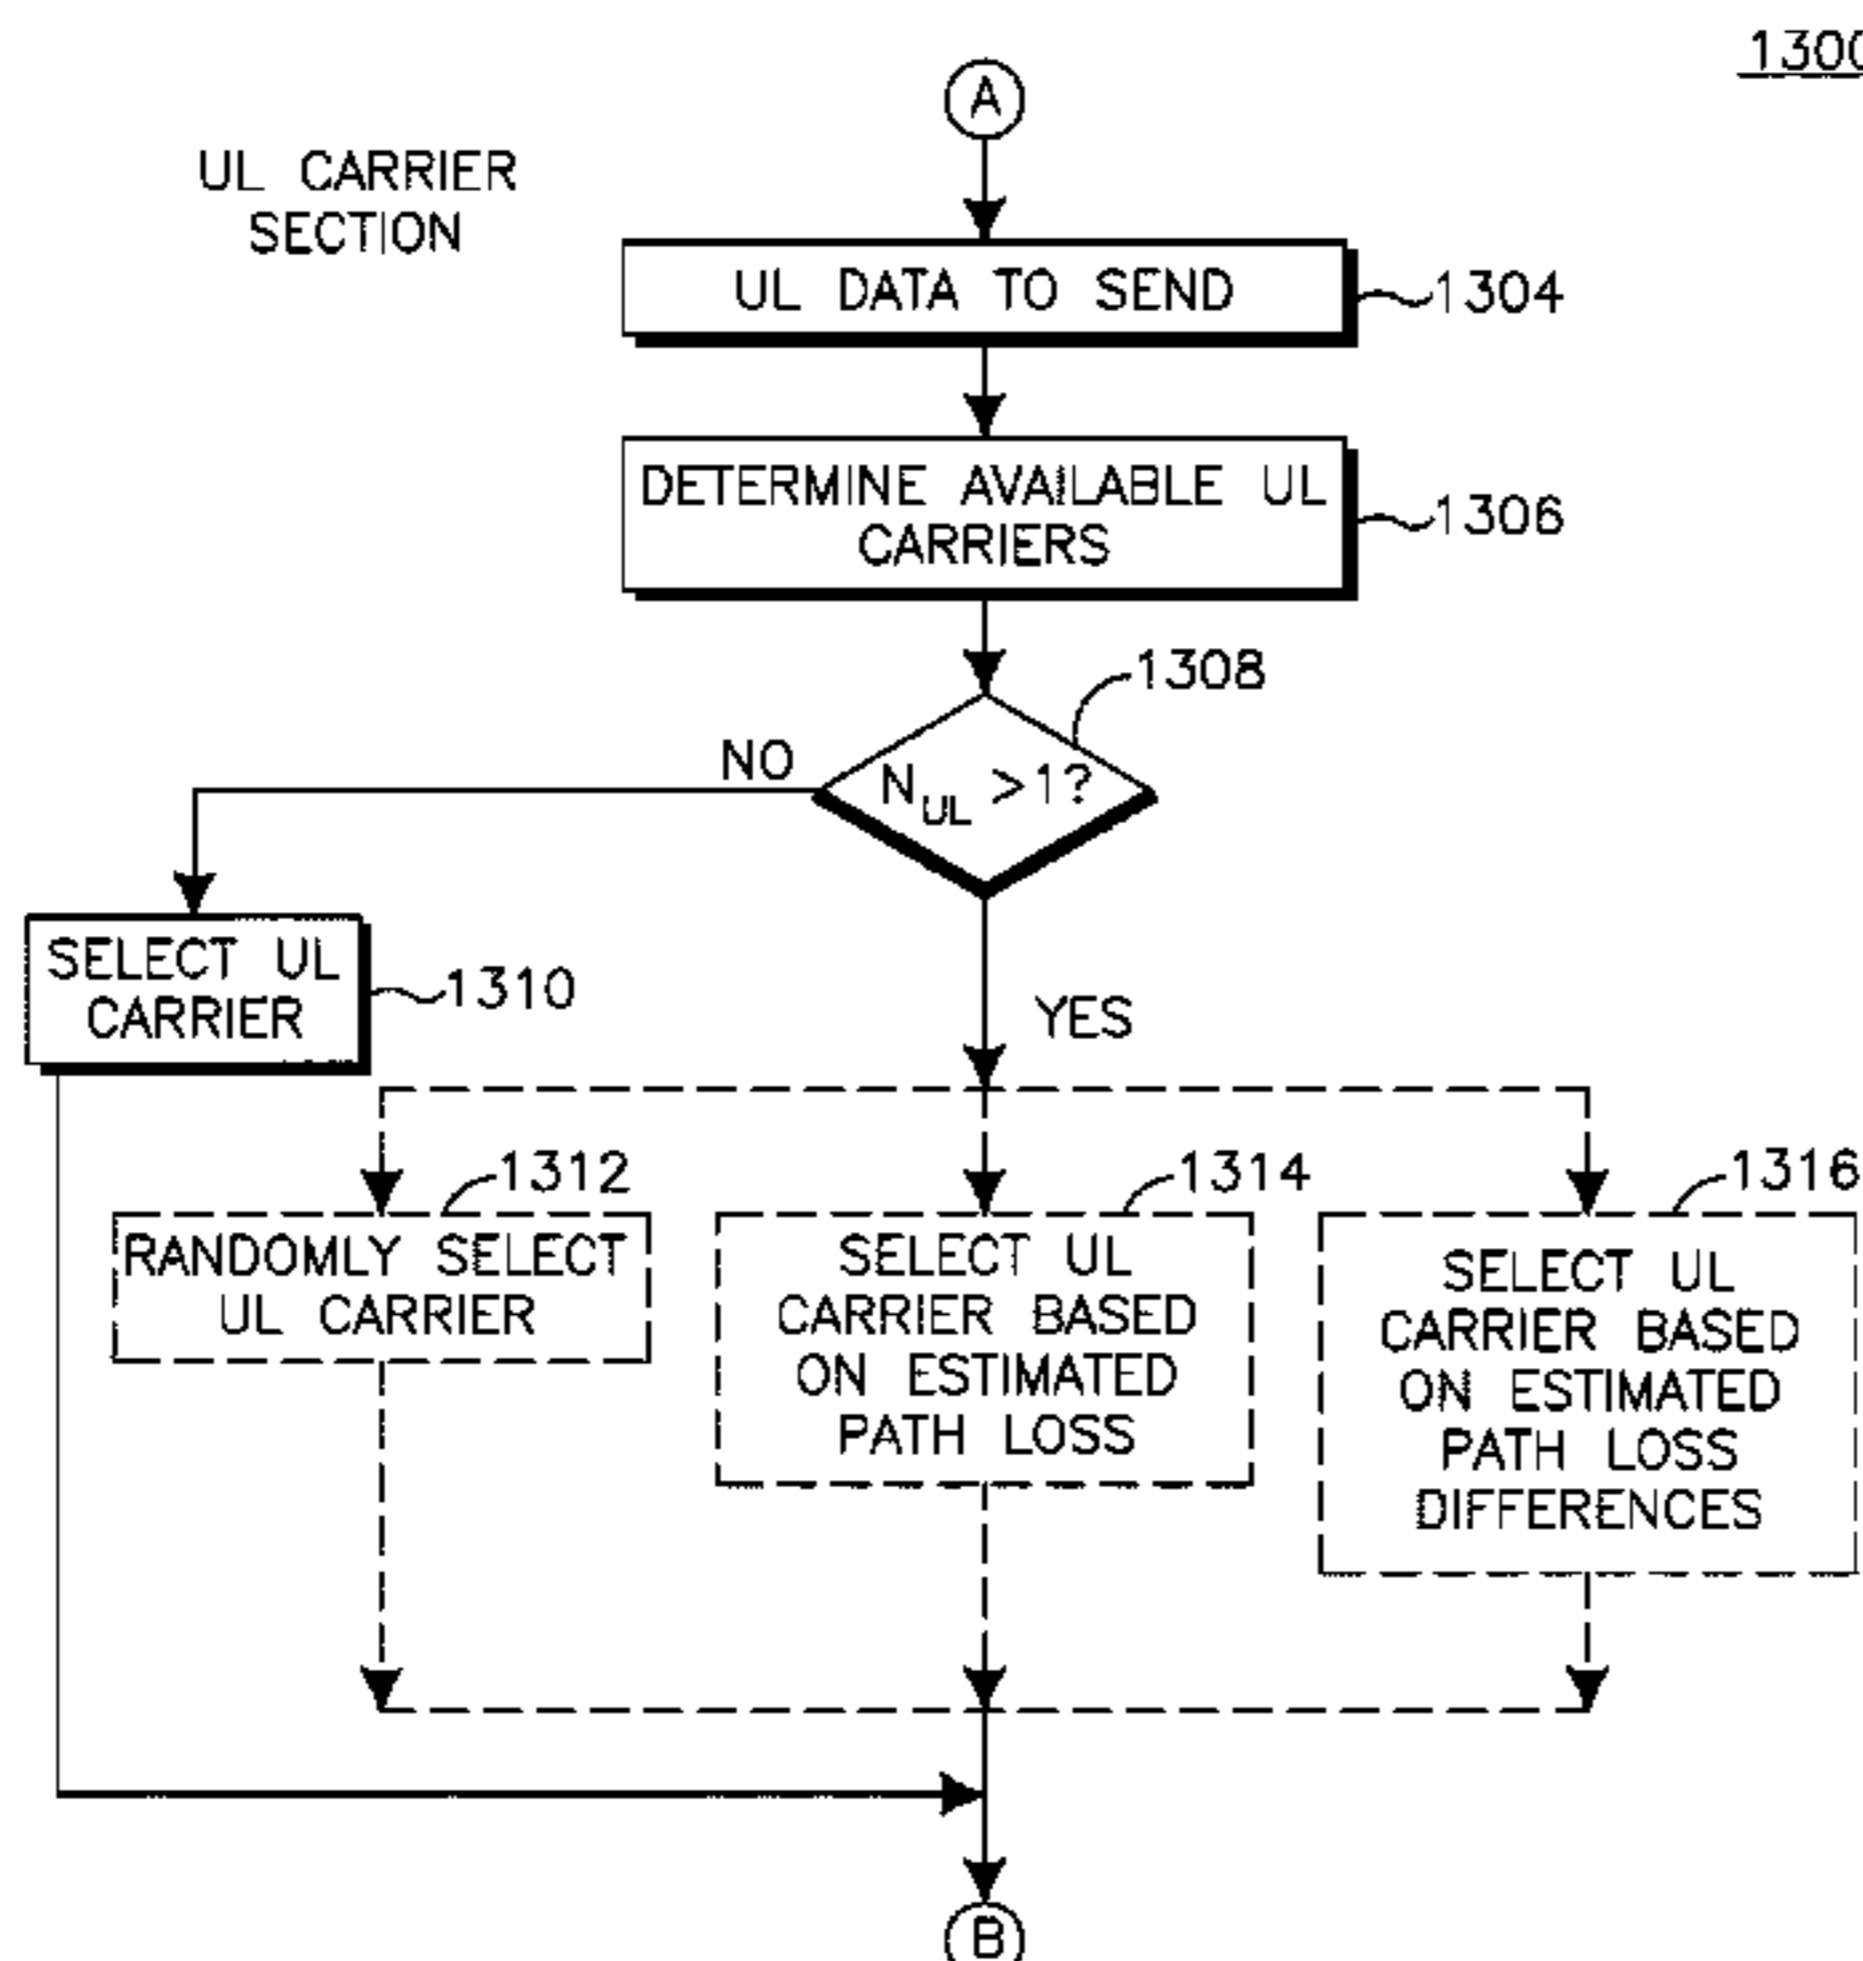 1300
A
UL CARRIER
SECTION
UL DATA TO SEND
1304
DETERMINE AVAILABLE UL
CARRIERS
1306
1308
NO
N_UL >1?
SELECT UL
CARRIER
1310
YES
1312
RANDOMLY SELECT
UL CARRIER
1314
SELECT UL
CARRIER BASED
ON ESTIMATED
PATH LOSS
1316
SELECT UL
CARRIER BASED
ON ESTIMATED
PATH LOSS
DIFFERENCES
B